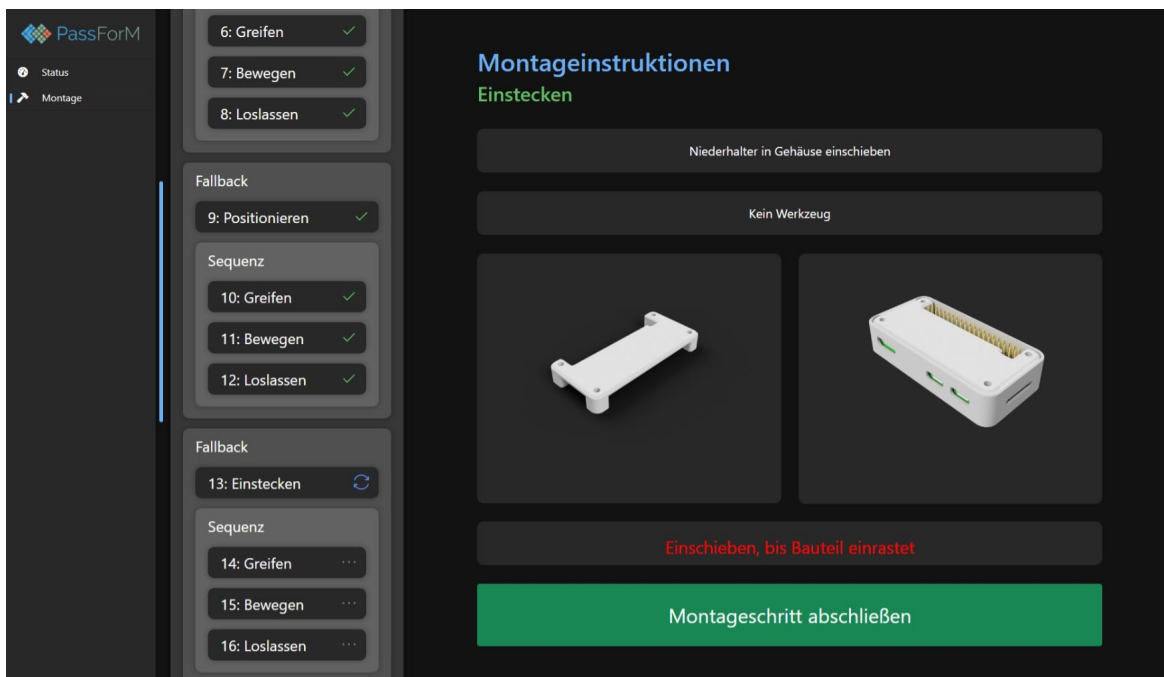 PassForM
Status
Montage
6: Greifen
7: Bewegen
8: Loslassen
Fallback
9: Positionieren
Sequenz
10: Greifen
11: Bewegen
12: Loslassen
Fallback
13: Einstecken
Sequenz
14: Greifen
15: Bewegen
16: Loslassen
Montageinstruktionen
Einstecken
Niederhalter in Gehäuse einschieben
Kein Werkzeug
Einschieben, bis Bauteil einrastet
Montageschritt abschließen